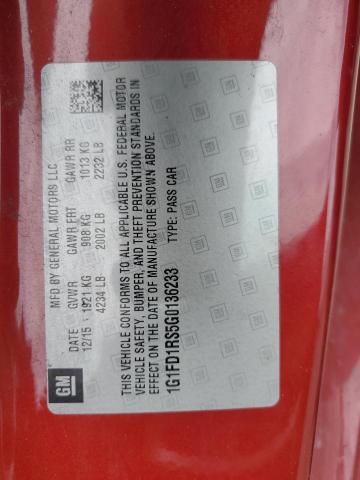 GM
MFD BY GENERAL MOTORS LLC
DATE GVWR GAWR FRT GAWR RR
12/15 1921 KG 908 KG 1013 KG
4234 LB 2002 LB 2232 LB
THIS VEHICLE CONFORMS TO ALL APPLICABLE U.S. FEDERAL MOTOR
VEHICLE SAFETY, BUMPER, AND THEFT PREVENTION STANDARDS IN
EFFECT ON THE DATE OF MANUFACTURE SHOWN ABOVE.
1G1FD1RS5G0136233 TYPE: PASS CAR